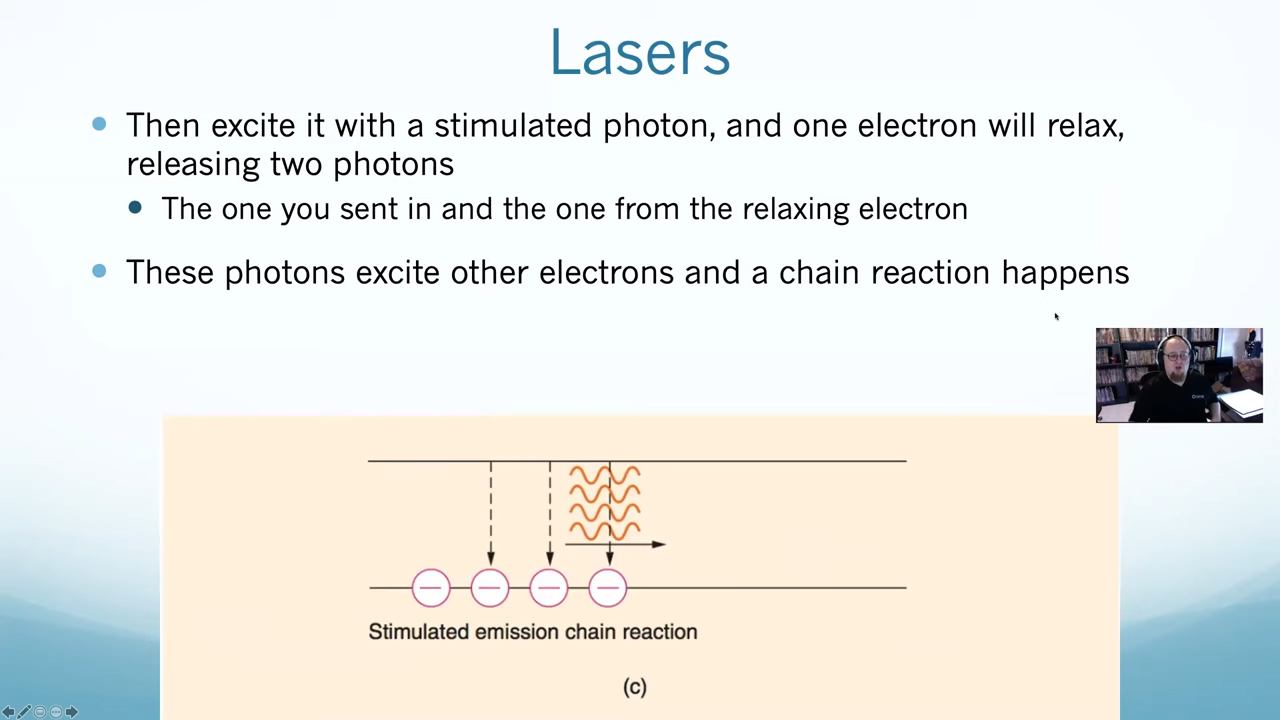 Lasers
Then excite it with a stimulated photon, and one electron will relax,
releasing two photons
The one you sent in and the one from the relaxing electron
These photons excite other electrons and a chain reaction happens
Stimulated emission chain reaction
(c)